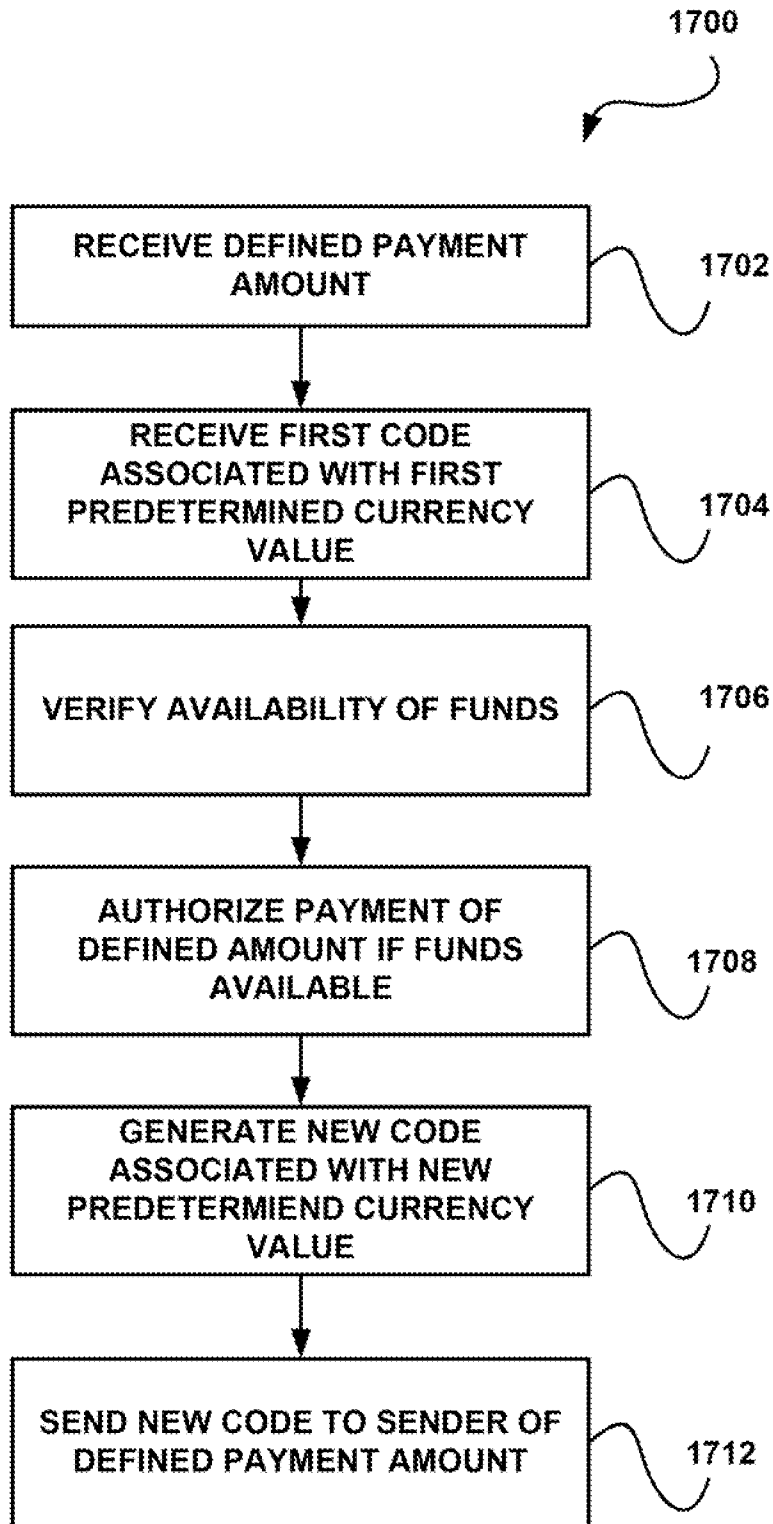 1700
RECEIVE DEFINED PAYMENT
AMOUNT
1702
RECEIVE FIRST CODE
ASSOCIATED WITH FIRST
PREDETERMINED CURRENCY
VALUE
1704
VERIFY AVAILABILITY OF FUNDS
1706
AUTHORIZE PAYMENT OF
DEFINED AMOUNT IF FUNDS
AVAILABLE
1708
GENERATE NEW CODE
ASSOCIATED WITH NEW
PREDETERMIEND CURRENCY
VALUE
1710
SEND NEW CODE TO SENDER OF
DEFINED PAYMENT AMOUNT
1712